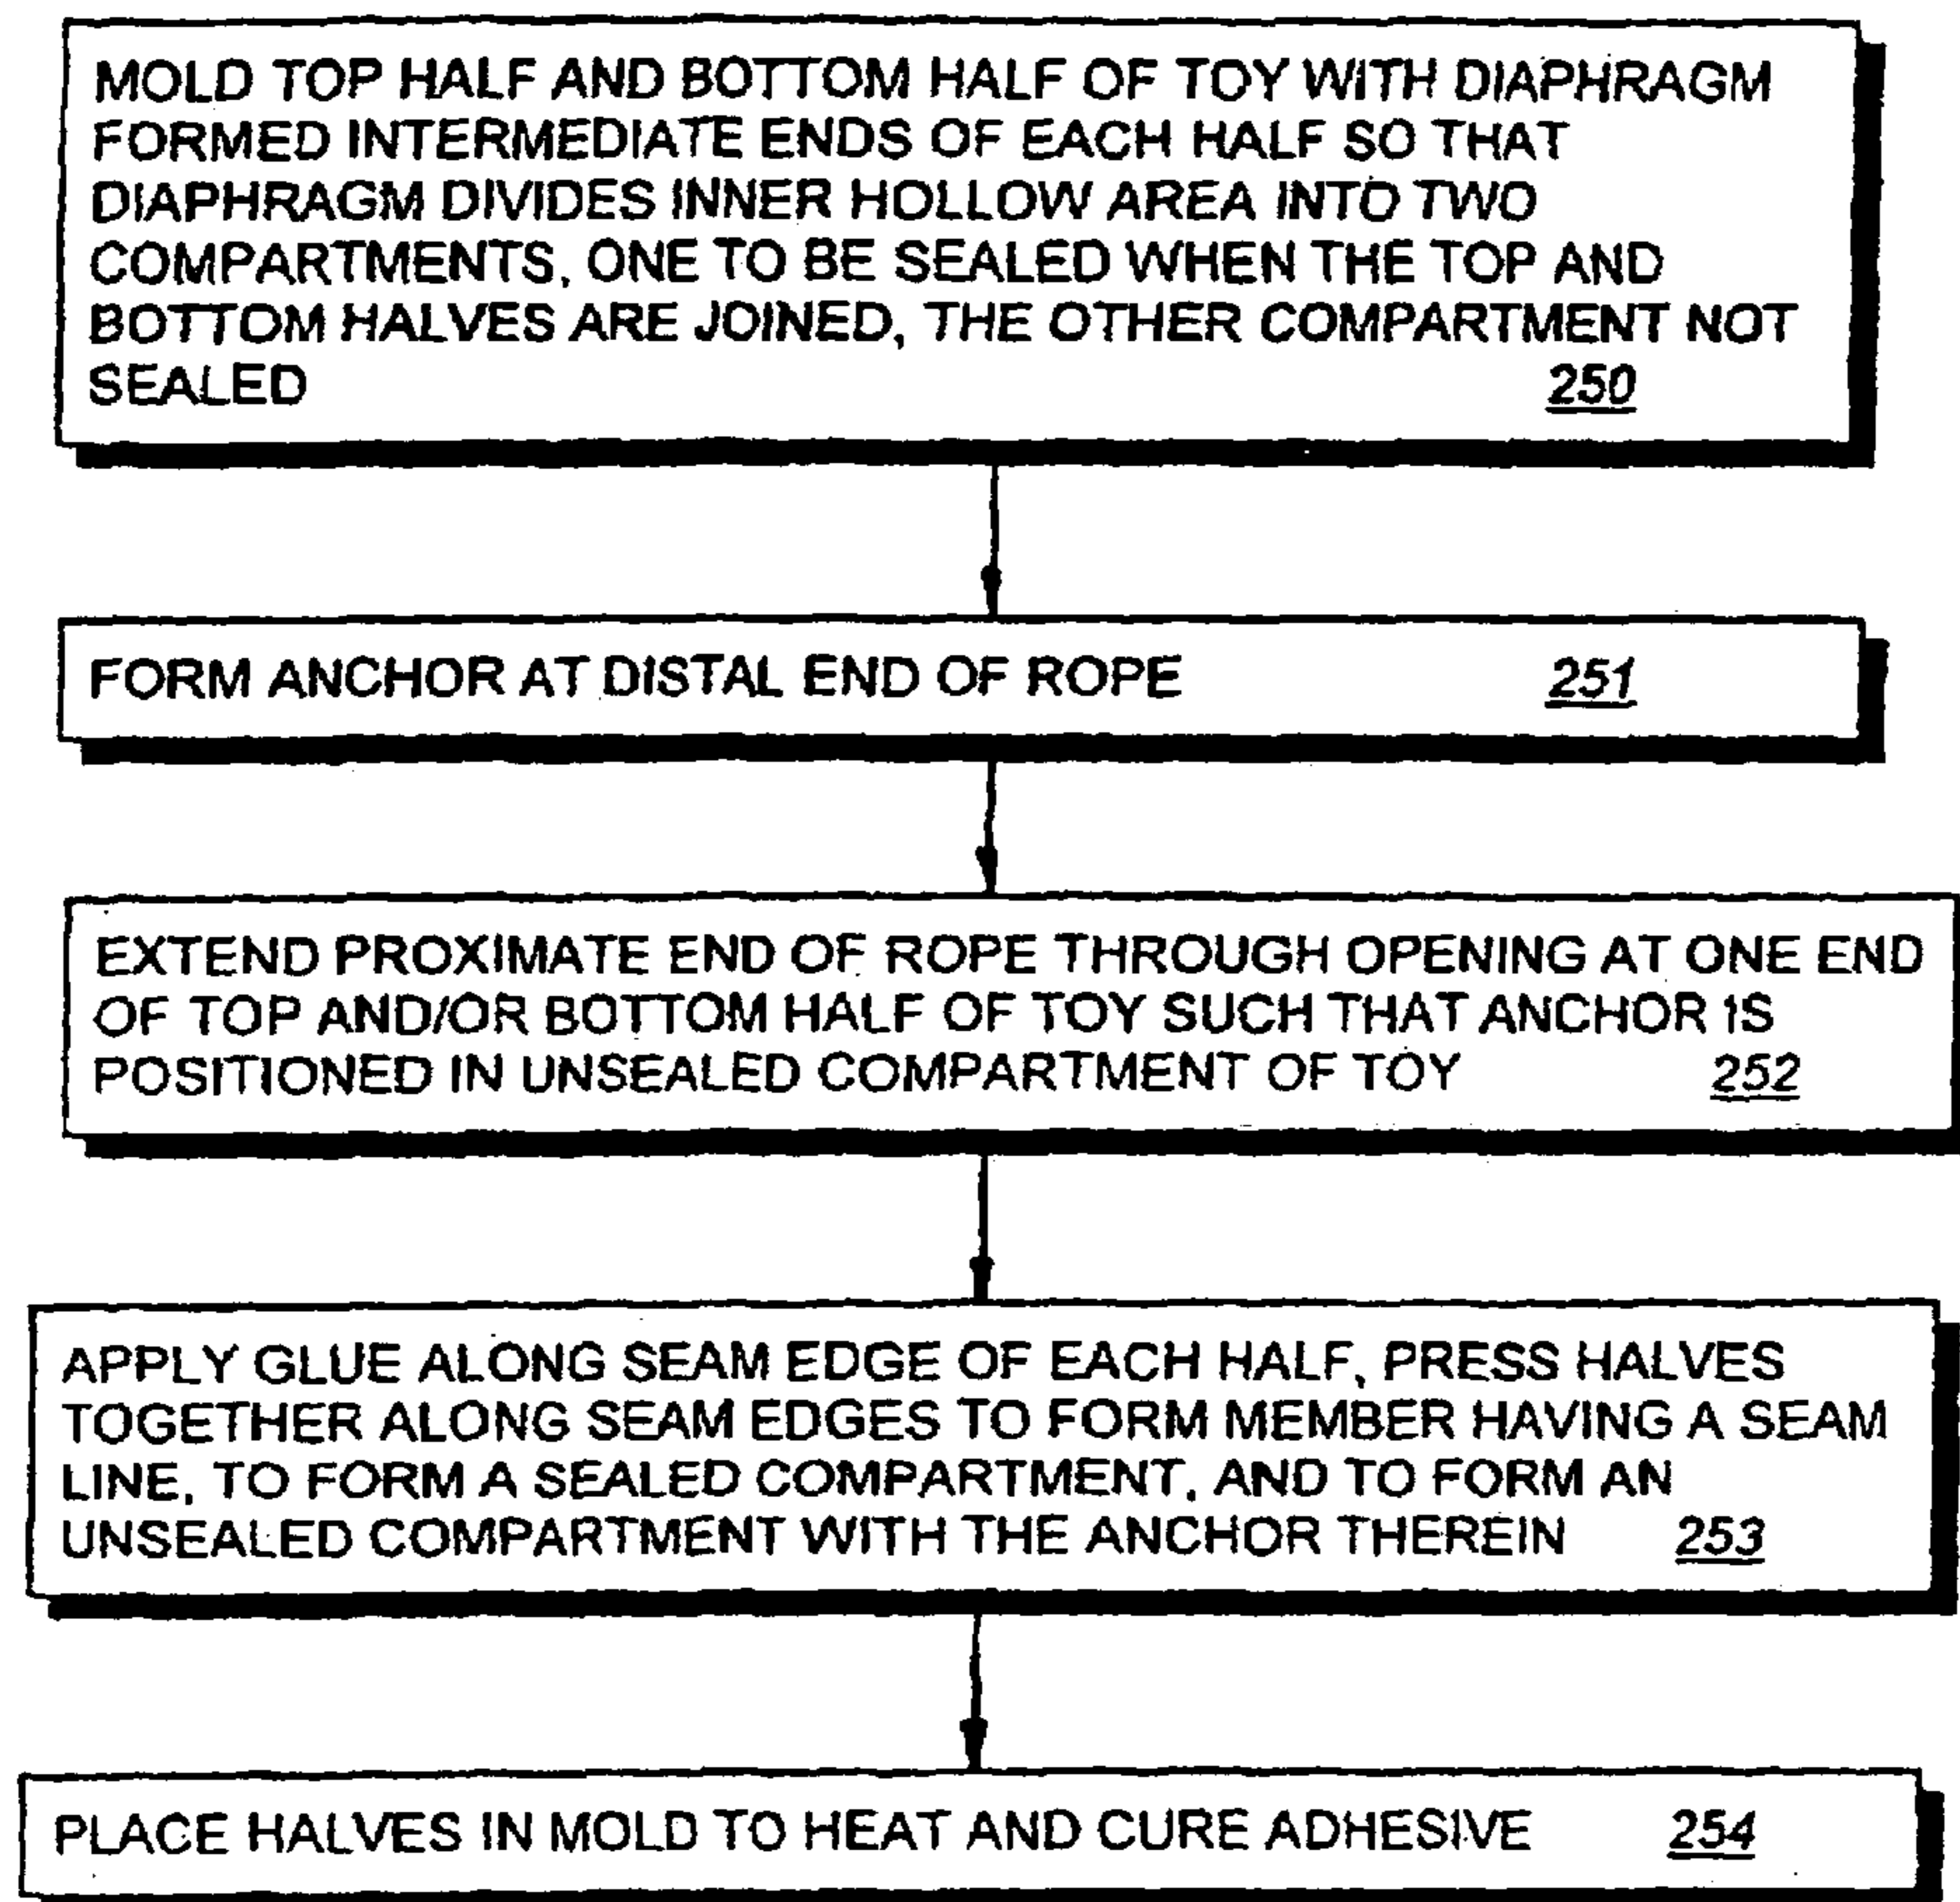 MOLD TOP HALF AND BOTTOM HALF OF TOY WITH DIAPHRAGM
FORMED INTERMEDIATE ENDS OF EACH HALF SO THAT
DIAPHRAGM DIVIDES INNER HOLLOW AREA INTO TWO
COMPARTMENTS, ONE TO BE SEALED WHEN THE TOP AND
BOTTOM HALVES ARE JOINED, THE OTHER COMPARTMENT NOT
SEALED 250
FORM ANCHOR AT DISTAL END OF ROPE 251
EXTEND PROXIMATE END OF ROPE THROUGH OPENING AT ONE END
OF TOP AND/OR BOTTOM HALF OF TOY SUCH THAT ANCHOR IS
POSITIONED IN UNSEALED COMPARTMENT OF TOY 252
APPLY GLUE ALONG SEAM EDGE OF EACH HALF, PRESS HALVES
TOGETHER ALONG SEAM EDGES TO FORM MEMBER HAVING A SEAM
LINE, TO FORM A SEALED COMPARTMENT, AND TO FORM AN
UNSEALED COMPARTMENT WITH THE ANCHOR THEREIN 253
PLACE HALVES IN MOLD TO HEAT AND CURE ADHESIVE 254